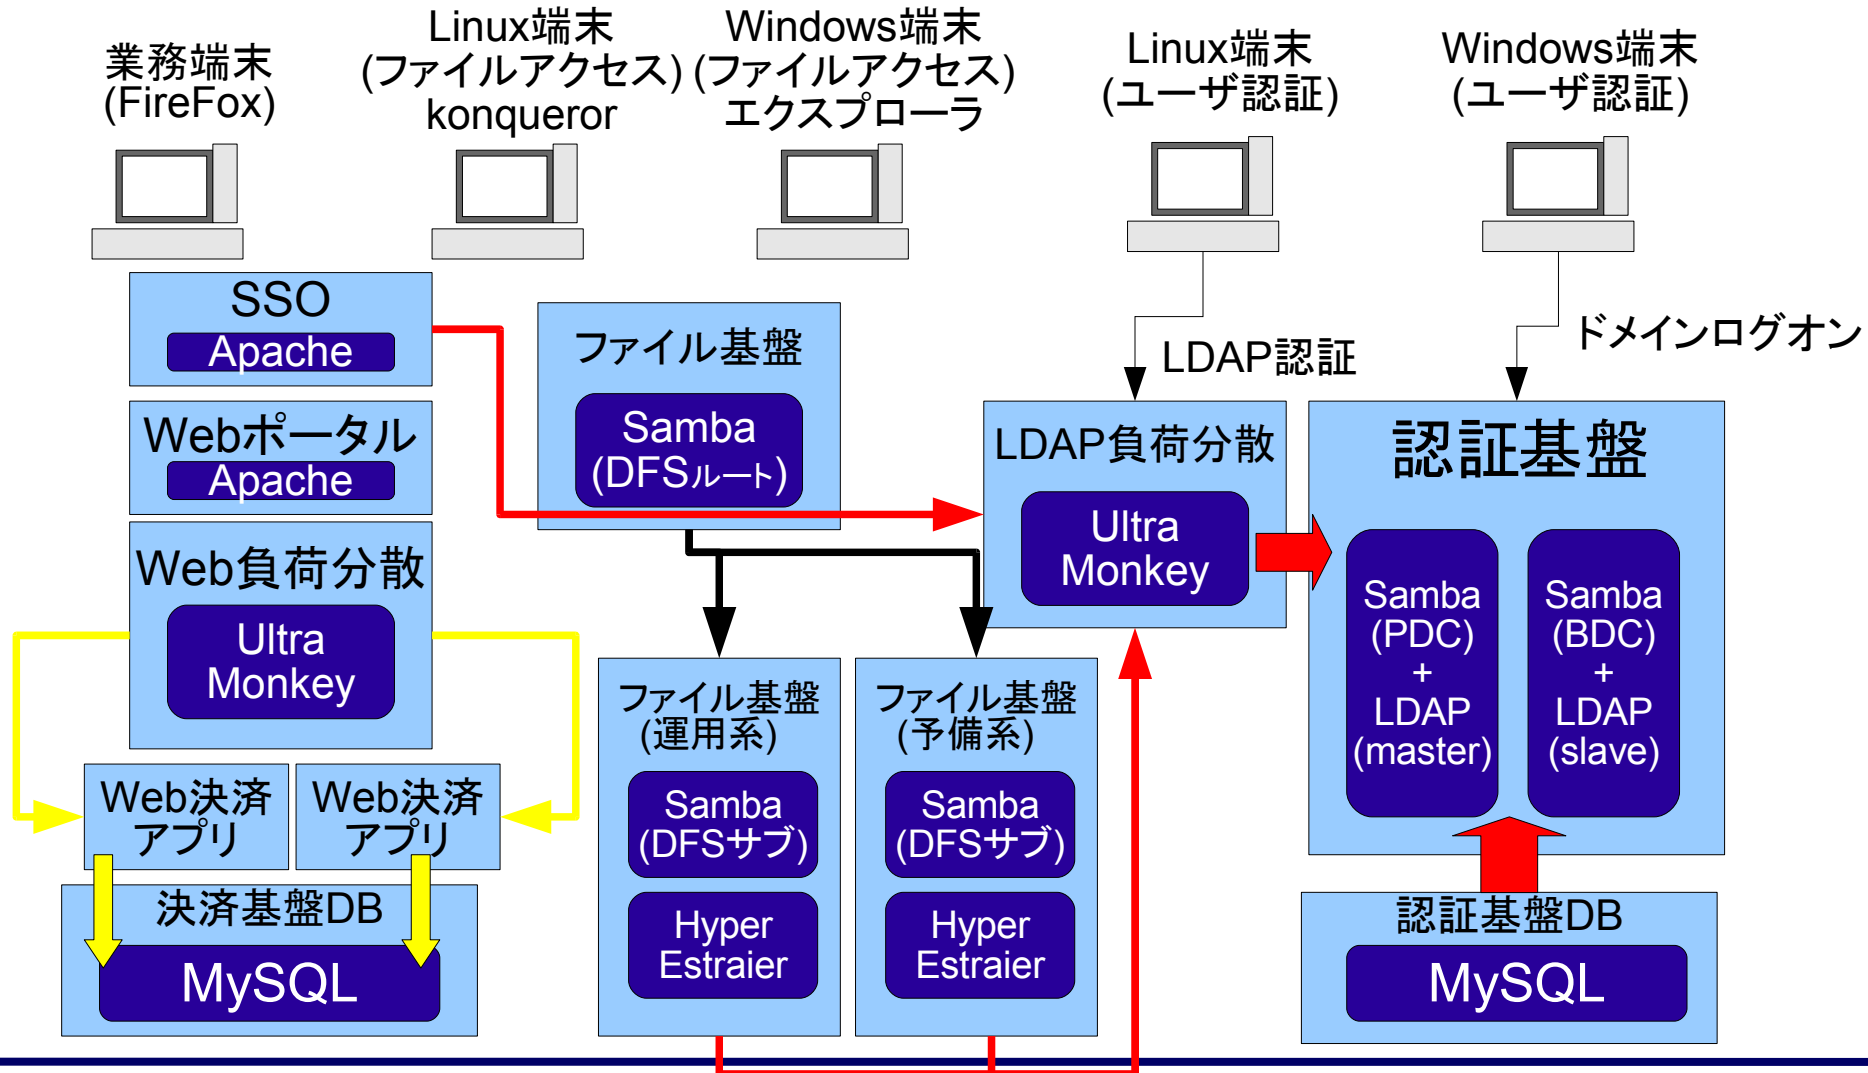 業務端末
(FireFox)
Linux端末
(ファイルアクセス)
konqueror
Windows端末
(ファイルアクセス)
エクスプローラ
Linux端末
(ユーザ認証)
Windows端末
(ユーザ認証)
SSO
Apache
Webポータル
Apache
Web負荷分散
Ultra
Monkey
Web決済
アプリ
Web決済
アプリ
決済基盤DB
MySQL
ファイル基盤
Samba
(DFSルート)
ファイル基盤
(運用系)
Samba
(DFSサブ)
Hyper
Estraier
ファイル基盤
(予備系)
Samba
(DFSサブ)
Hyper
Estraier
LDAP認証
LDAP負荷分散
Ultra
Monkey
ドメインログオン
認証基盤
Samba
(PDC)
+
LDAP
(master)
Samba
(BDC)
+
LDAP
(slave)
認証基盤DB
MySQL